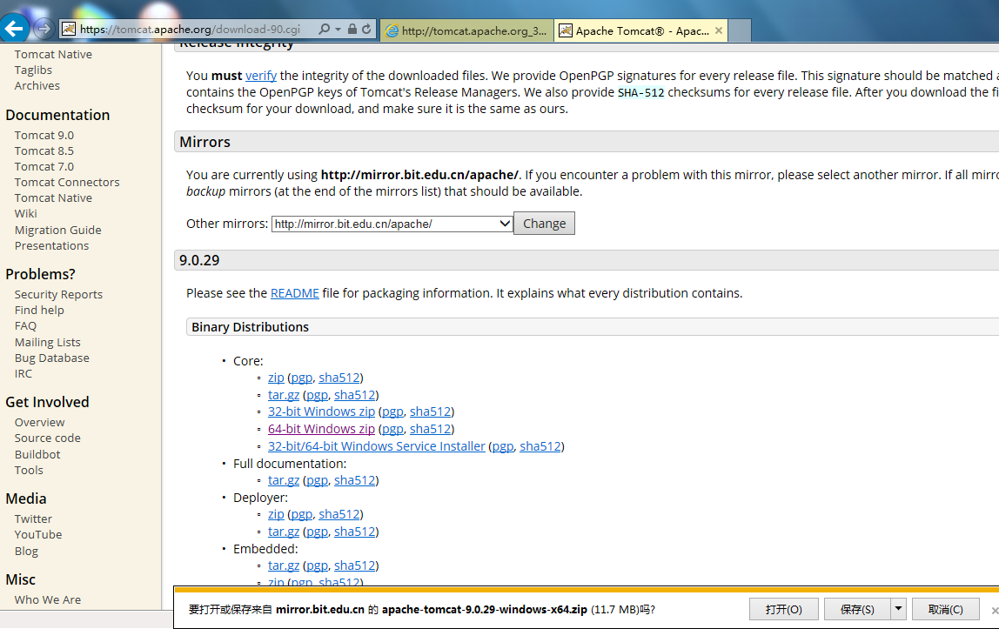 https://tomcat.apache.org/download-90.cgi
http://tomcat.apache.org_3...
Apache Tomcat® - Apac...
Release Integrity
Tomcat Native
Taglibs
Archives
Documentation
Tomcat 9.0
Tomcat 8.5
Tomcat 7.0
Tomcat Connectors
Tomcat Native
Wiki
Migration Guide
Presentations
Problems?
Security Reports
Find help
FAQ
Mailing Lists
Bug Database
IRC
Get Involved
Overview
Source code
Buildbot
Tools
Media
Twitter
YouTube
Blog
Misc
Who We Are
You must verify the integrity of the downloaded files. We provide OpenPGP signatures for every release file. This signature should be matched
contains the OpenPGP keys of Tomcat's Release Managers. We also provide SHA-512 checksums for every release file. After you download the
checksum for your download, and make sure it is the same as ours.
Mirrors
You are currently using http://mirror.bit.edu.cn/apache/. If you encounter a problem with this mirror, please select another mirror. If all
backup mirrors (at the end of the mirrors list) that should be available.
Other mirrors: http://mirror.bit.edu.cn/apache/ Change
9.0.29
Please see the README file for packaging information. It explains what every distribution contains.
Binary Distributions
• Core:
▫ zip (pgp, sha512)
▫ tar.gz (pgp, sha512)
▫ 32-bit Windows zip (pgp, sha512)
▫ 64-bit Windows zip (pgp, sha512)
▫ 32-bit/64-bit Windows Service Installer (pgp, sha512)
• Full documentation:
▫ tar.gz (pgp, sha512)
• Deployer:
▫ zip (pgp, sha512)
▫ tar.gz (pgp, sha512)
• Embedded:
▫ tar.gz (pgp, sha512)
▫ zip (pgp, sha512)
要打开或保存来自 mirror.bit.edu.cn 的 apache-tomcat-9.0.29-windows-x64.zip (11.7 MB)吗?
打开(O)
保存(S)
取消(C)